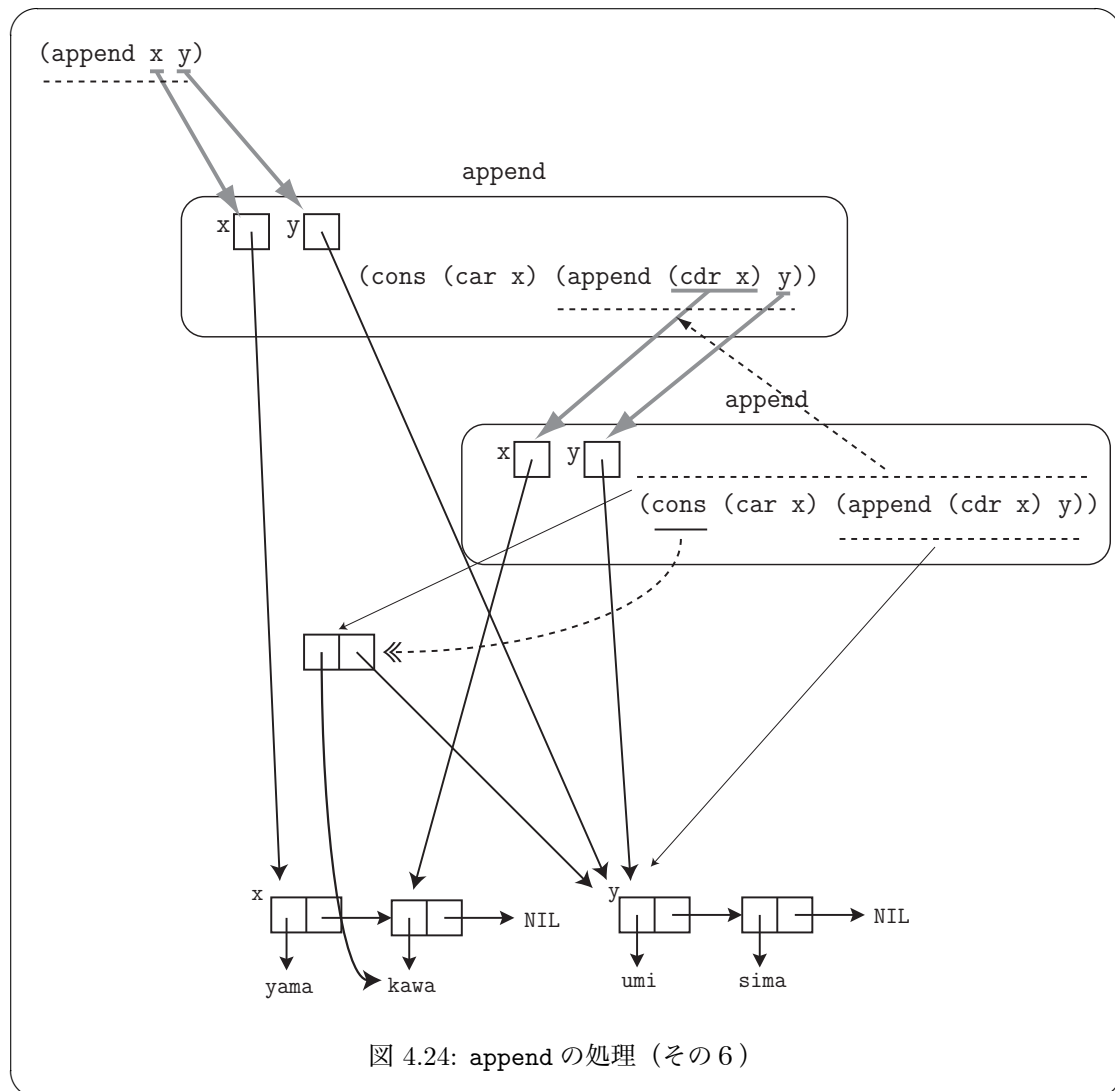 (append x y)
append
x
y
(cons (car x) (append (cdr x) y))
append
x
y
(cons (car x) (append (cdr x) y))
x
y
NIL
NIL
yama
kawa
umi
sima
図 4.24: append の処理（その６）